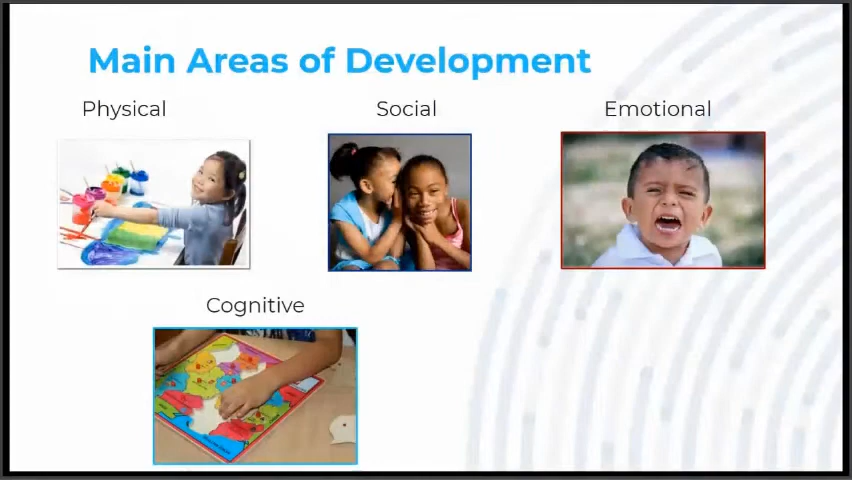 Main Areas of Development
Physical
Social
Emotional
Cognitive